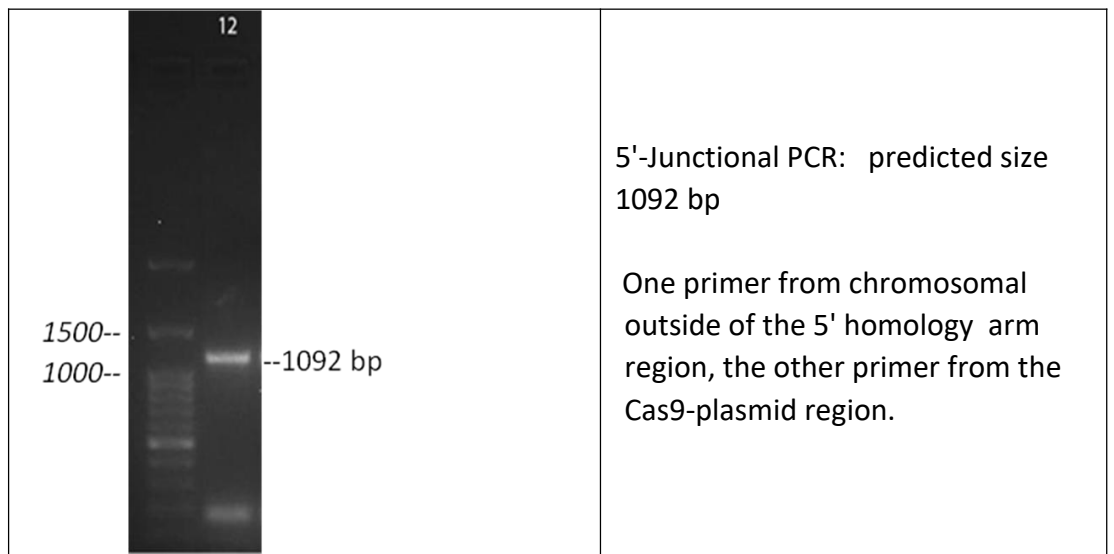 12
1500--
1000--
--1092 bp
5'-Junctional PCR: predicted size
1092 bp
One primer from chromosomal
outside of the 5' homology arm
region, the other primer from the
Cas9-plasmid region.